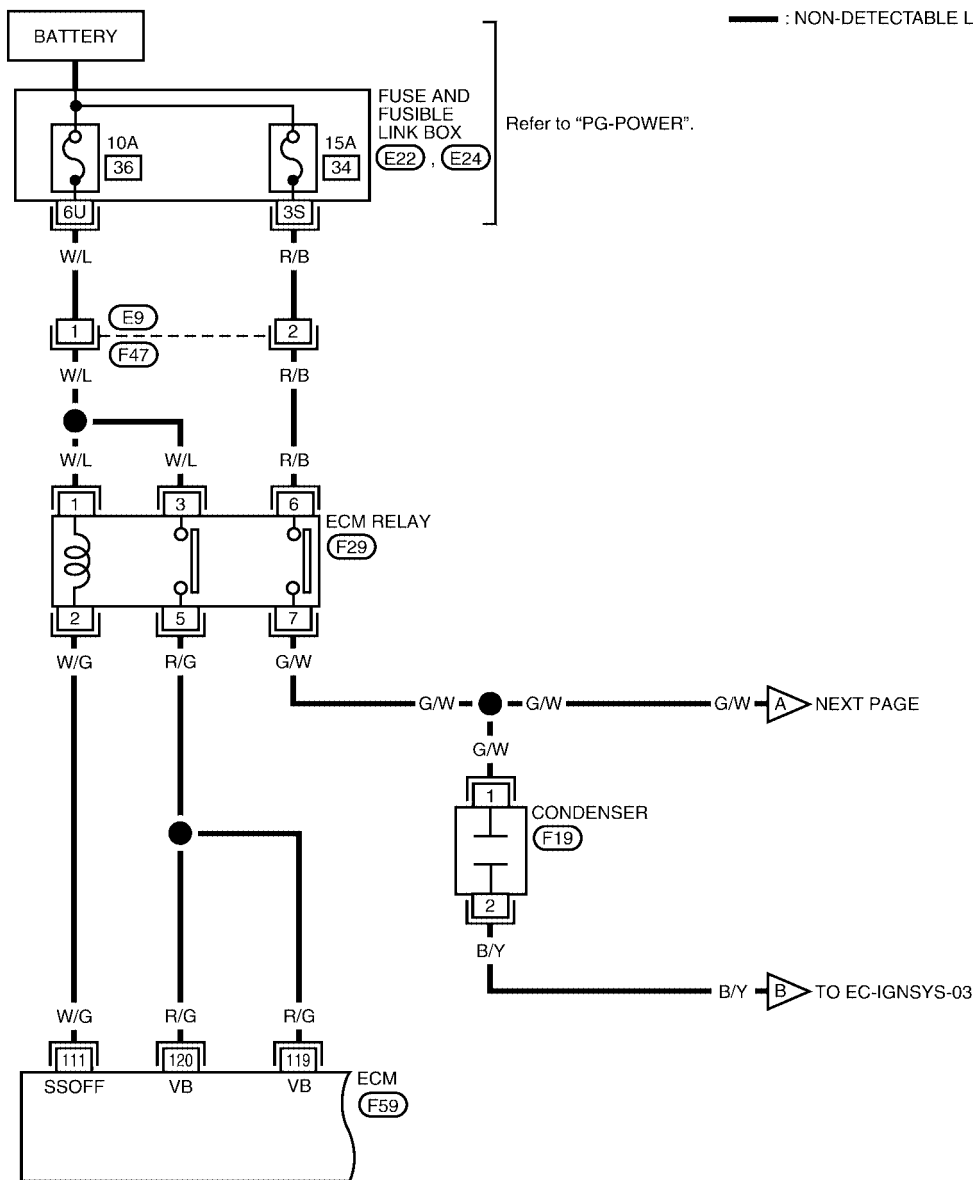 : NON-DETECTABLE L
BATTERY
FUSE AND
FUSIBLE
LINK BOX
E22 , E24
Refer to “PG-POWER”.
10A
36
15A
34
6U
3S
W/L
R/B
1
E9
2
F47
W/L
R/B
W/L
W/L
R/B
1
3
6
ECM RELAY
F29
2
5
7
W/G
R/G
G/W
G/W
G/W
G/W
A
NEXT PAGE
G/W
1
CONDENSER
F19
2
B/Y
B/Y
B
TO EC-IGNSYS-03
W/G
R/G
R/G
111
120
119
SSOFF
VB
VB
ECM
F59